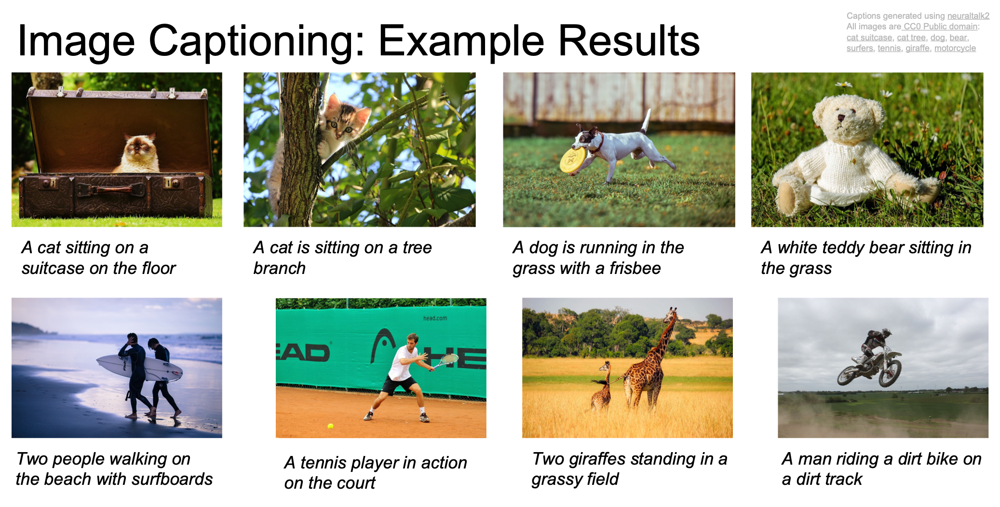 Image Captioning: Example Results
Captions generated using neuraltalk2
All images are CC0 Public domain:
cat suitcase, cat tree, dog, bear,
surfers, tennis, giraffe, motorcycle
A cat sitting on a
suitcase on the floor
A cat is sitting on a tree
branch
A dog is running in the
grass with a frisbee
A white teddy bear sitting in
the grass
head.com
EAD
HE
Two people walking on
the beach with surfboards
A tennis player in action
on the court
Two giraffes standing in a
grassy field
A man riding a dirt bike on
a dirt track